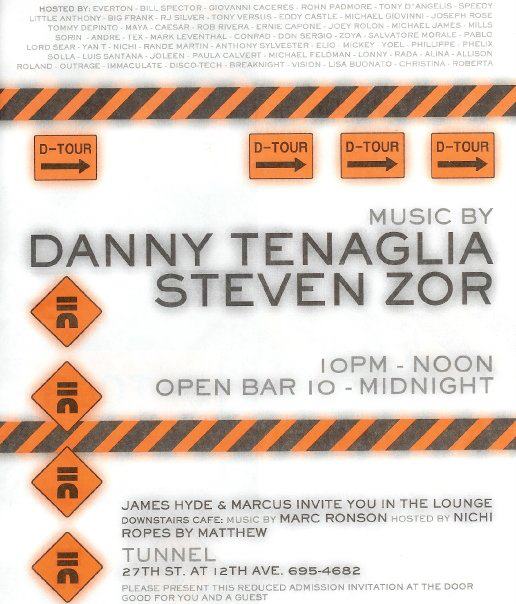 HOSTED BY: EVERTON - BILL SPECTOR - GIOVANNI CACERES - ROHN PADMORE - TONY D'ANGELIS - SPEEDY
LITTLE ANTHONY - BIG FRANK - RJ SILVER - TONY VERSUS - EDDY CASTLE - MICHAEL GIOVINNI - JOSEPH ROSE
TOMMY DEPINTO - MAYA - CAESAR - ROB RIVERA - ERNIE CAPONE - JOEY ROLON - MICHAEL JAMES - MILLS
SORIN - ANDRE - TEX - MARK LEVENTHAL - CONRAD - DON SERGIO - ZOYA - SALVATORE MORALE - PABLO
LORD SEAR - YAN T - NICHI - RANDE MARTIN - ANTHONY SYLVESTER - ELIO - MICKEY - YOEL - PHILLIPPE - PHELIX
SOLLA - LUIS SANTANA - JOLEEN - PAULA CALVERT - MICHAEL FELDMAN - LONNY - RADA - ALINA - ALLISON
ROLAND - OUTRAGE - IMMACULATE - DISCO-TECH - BREAKNIGHT - VISION - LISA BUONATO - CHRISTINA - ROBERTA
D-TOUR D-TOUR D-TOUR D-TOUR
MUSIC BY
DANNY TENAGLIA
STEVEN ZOR
10PM - NOON
OPEN BAR 10 - MIDNIGHT
JAMES HYDE & MARCUS INVITE YOU IN THE LOUNGE
DOWNSTAIRS CAFE: MUSIC BY MARC RONSON HOSTED BY NICHI
ROPES BY MATTHEW
TUNNEL
27TH ST. AT 12TH AVE. 695-4682
PLEASE PRESENT THIS REDUCED ADMISSION INVITATION AT THE DOOR
GOOD FOR YOU AND A GUEST